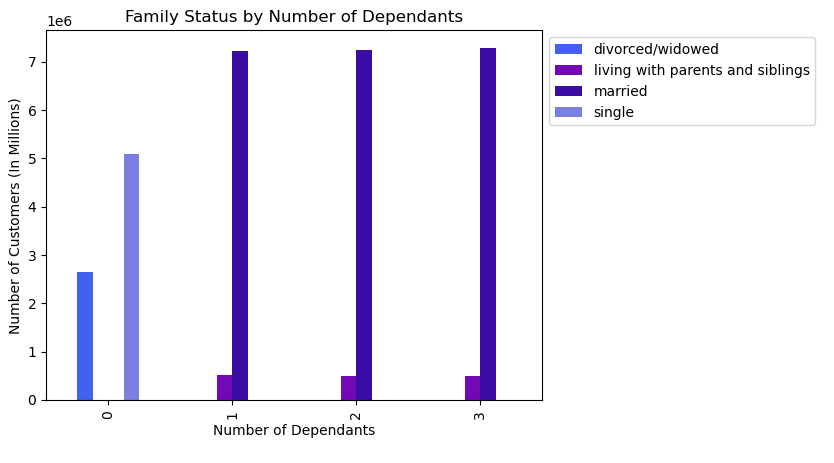 Family Status by Number of Dependants
1e6
7
6
5
4
3
2
1
0
Number of Customers (In Millions)
0
1
2
3
Number of Dependants
divorced/widowed
living with parents and siblings
married
single